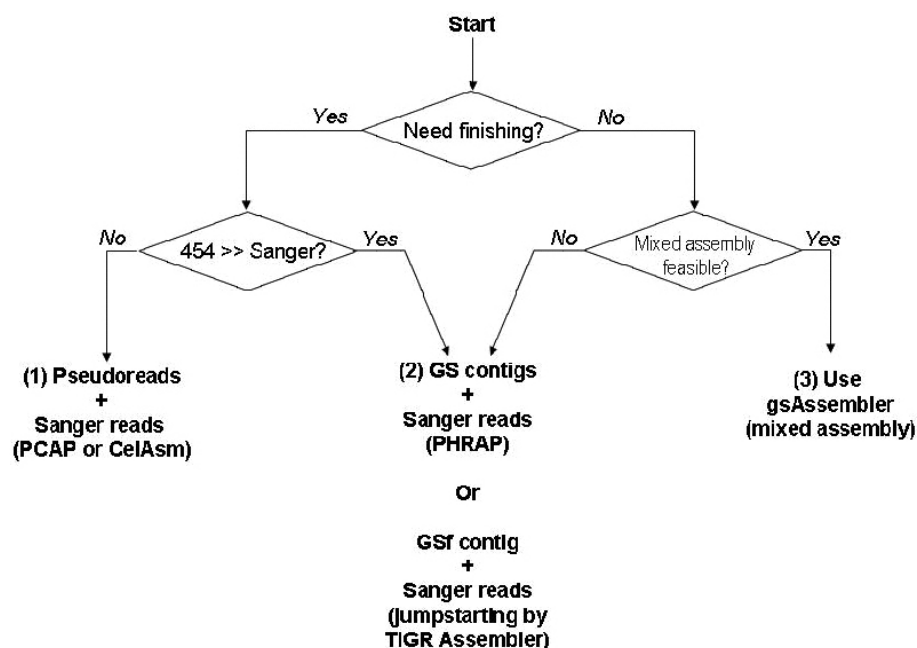 Start
Yes
Need finishing?
No
No
454 >> Sanger?
Yes
No
Mixed assembly
feasible?
Yes
(1) Pseudoreads
+
Sanger reads
(PCAP or CelAsm)
(2) GS contigs
+
Sanger reads
(PHRAP)
Or
GSf contig
+
Sanger reads
(jumpstarting by
TIGR Assembler)
(3) Use
gsAssembler
(mixed assembly)